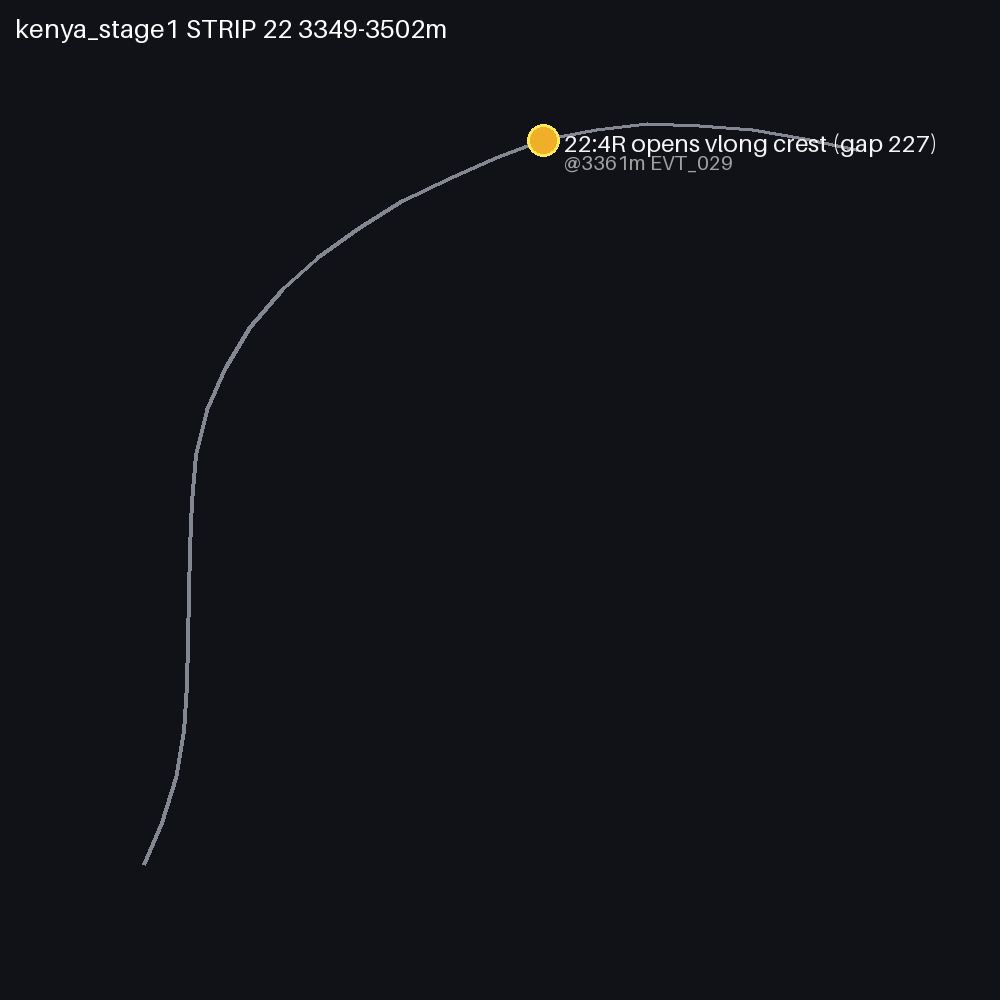 kenya_stage1 STRIP 22 3349-3502m
22:4R opens vlong crest (gap 227)
@3361m EVT_029